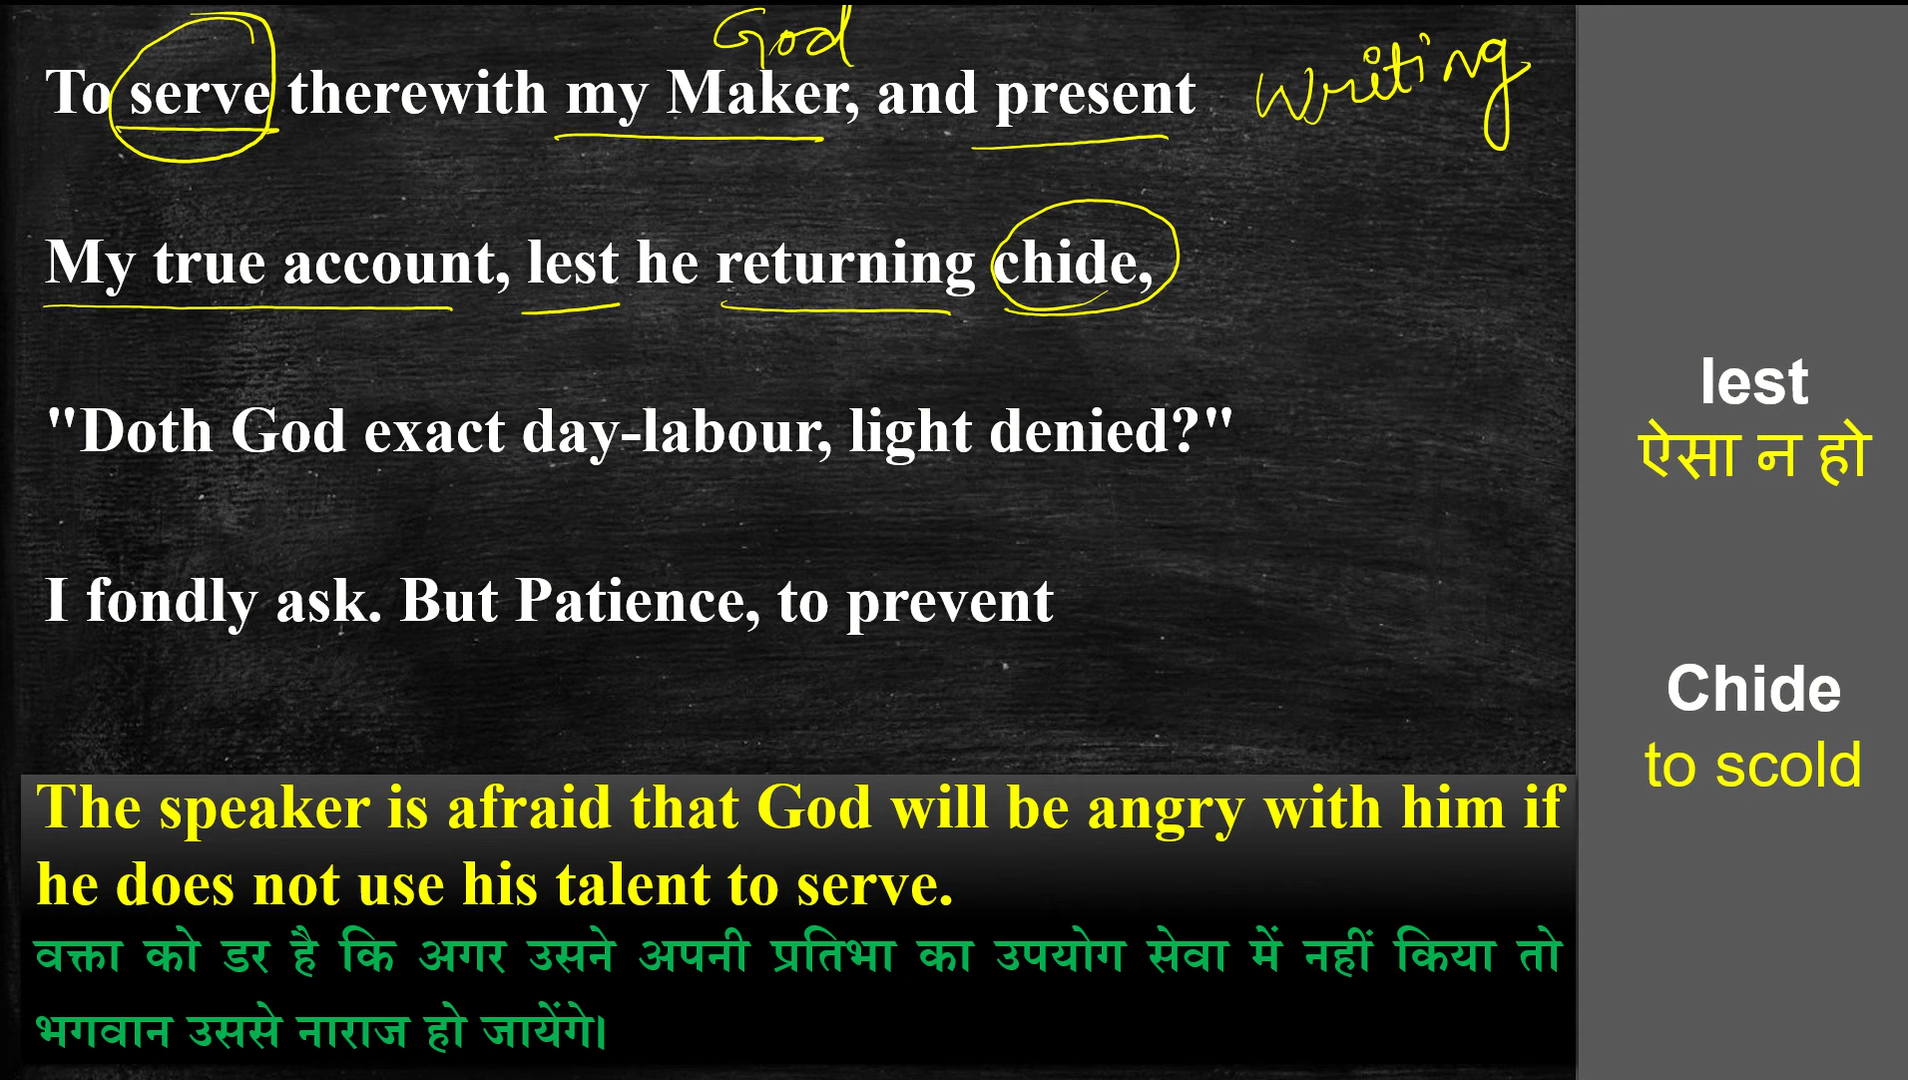 God
To serve therewith my Maker, and present writing
My true account, lest he returning chide,
"Doth God exact day-labour, light denied?"
I fondly ask. But Patience, to prevent
lest
ऐसा न हो
Chide
to scold
The speaker is afraid that God will be angry with him if
he does not use his talent to serve.
वक्ता को डर है कि अगर उसने अपनी प्रतिभा का उपयोग सेवा में नहीं किया तो
भगवान उससे नाराज हो जायेंगे।